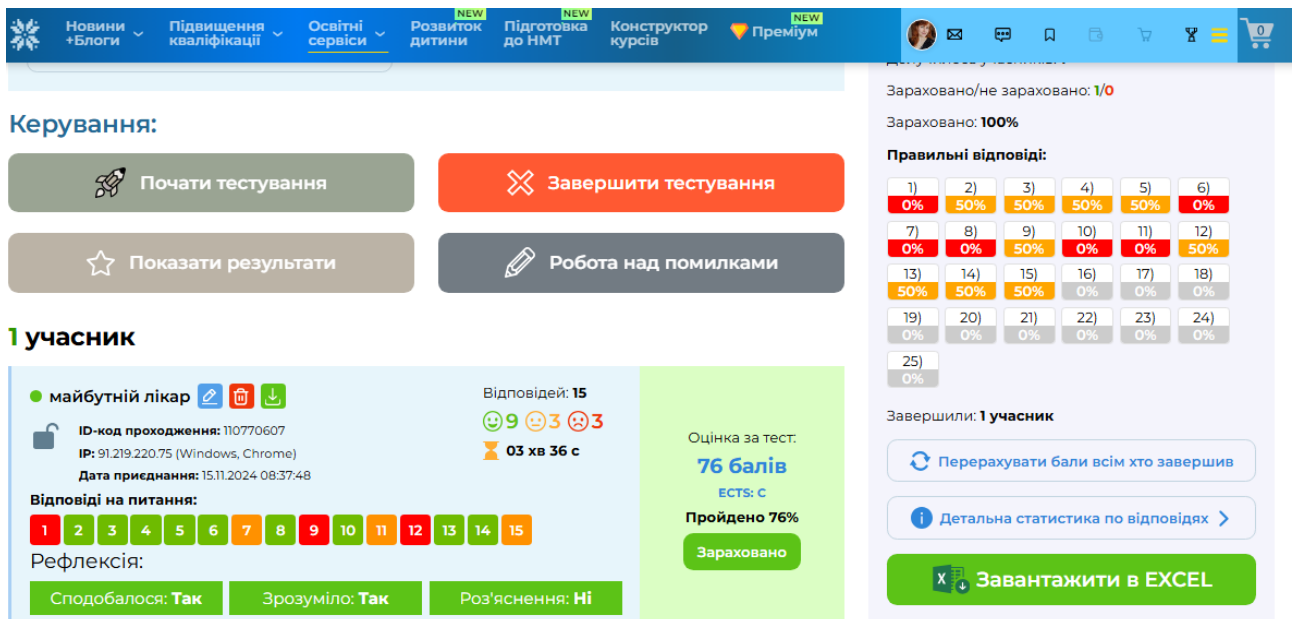 Новини
+Блоги
Підвищення
кваліфікації
Освітні
сервіси
NEW
Розвиток
дитини
NEW
Підготовка
до НМТ
Конструктор
курсів
NEW
Преміум
0
Керування:
Почати тестування
Завершити тестування
Показати результати
Робота над помилками
1 учасник
майбутній лікар
ID-код проходження: 110770607
IP: 91.219.220.75 (Windows, Chrome)
Дата приєднання: 15.11.2024 08:37:48
Відповідей: 15
9 3 3
03 хв 36 с
Відповіді на питання:
1 2 3 4 5 6 7 8 9 10 11 12 13 14 15
Рефлексія:
Сподобалося: Так Зрозуміло: Так Роз'яснення: Ні
Оцінка за тест:
76 балів
ECTS: C
Пройдено 76%
Зараховано
Зараховано/не зараховано: 1/0
Зараховано: 100%
Правильні відповіді:
1) 2) 3) 4) 5) 6)
0% 50% 50% 50% 50% 0%
7) 8) 9) 10) 11) 12)
0% 0% 50% 0% 0% 50%
13) 14) 15) 16) 17) 18)
50% 50% 50% 0% 0% 0%
19) 20) 21) 22) 23) 24)
0% 0% 0% 0% 0% 0%
25)
0%
Завершили: 1 учасник
Перерахувати бали всім хто завершив
Детальна статистика по відповідях
Завантажити в EXCEL